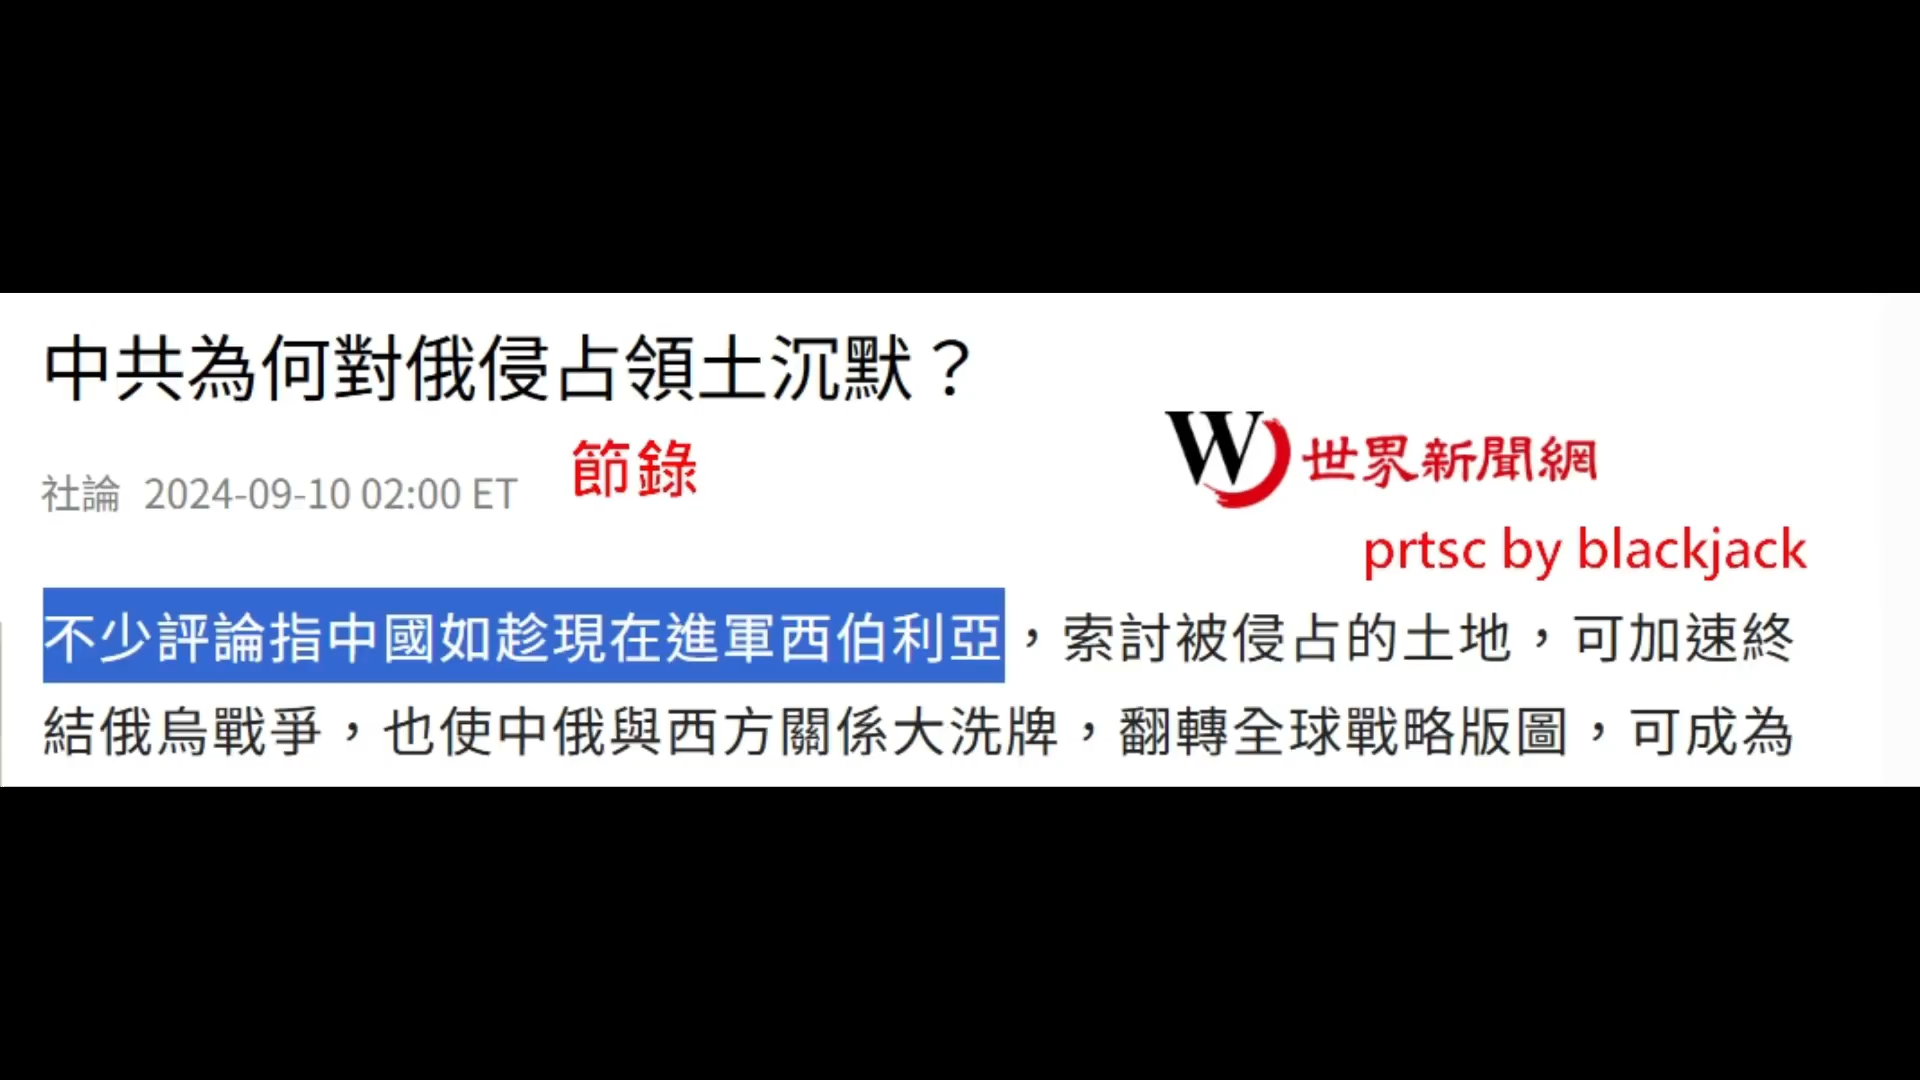 中共為何對俄侵占領土沉默？
社論 2024-09-10 02:00 ET
節錄
W 世界新聞網
prtsc by blackjack
不少評論指中國如趁現在進軍西伯利亞，索討被侵占的土地，可加速終
結俄烏戰爭，也使中俄與西方關係大洗牌，翻轉全球戰略版圖，可成為